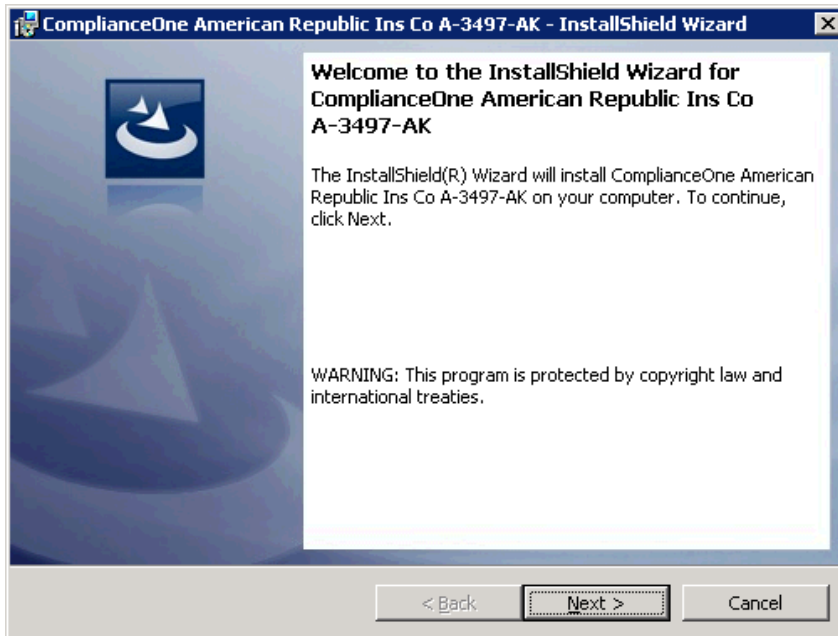 ComplianceOne American Republic Ins Co A-3497-AK - InstallShield Wizard
Welcome to the InstallShield Wizard for
ComplianceOne American Republic Ins Co
A-3497-AK
The InstallShield(R) Wizard will install ComplianceOne American
Republic Ins Co A-3497-AK on your computer. To continue,
click Next.
WARNING: This program is protected by copyright law and
international treaties.
< Back Next > Cancel